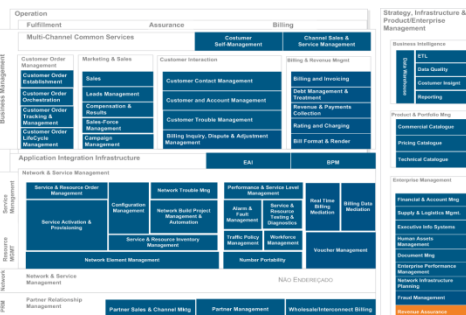 Operation
Fulfillment
Assurance
Billing
Multi-Channel Common Services
Customer
Self-Management
Channel Sales &
Service Management
Business Management
Customer Order
Management
Customer Order
Establishment
Customer Order
Orchestration
Customer Order
Tracking &
Management
Customer Order
LifeCycle
Management
Marketing & Sales
Sales
Leads Management
Compensation &
Results
Sales-Force
Management
Campaign
Management
Customer Interaction
Customer Contact Management
Customer and Account Management
Customer Trouble Management
Billing Inquiry, Dispute & Adjustment
Management
Billing & Revenue Mngmt
Billing and Invoicing
Debt Management &
Treatment
Revenue & Payments
Collection
Rating and Charging
Bill Format & Render
Application Integration Infrastructure
EAI
BPM
Service
Management
Resource
MGMT
Network & Service Management
Service & Resource Order
Management
Service Activation &
Provisioning
Configuration
Management
Network Trouble Mng
Network Build Project
Management &
Automation
Service & Resource Inventory
Management
Network Element Management
Performance & Service Level
Management
Alarm &
Fault
Management
Service &
Resource
Testing &
Diagnostics
Traffic Policy
Management
Workforce
Management
Number Portability
Real Time
Billing
Mediation
Billing Data
Mediation
Voucher Management
Network
Network & Service
Management
NÃO ENDEREÇADO
PRM
Partner Relationship
Management
Partner Sales & Channel Mktg
Partner Management
Wholesale/Interconnect Billing
Strategy, Infrastructure &
Product/Enterprise
Management
Business Intelligence
Data Warehouse
ETL
Data Quality
Customer Insight
Reporting
Product & Portfolio Mng
Commercial Catalogue
Pricing Catalogue
Technical Catalogue
Enterprise Management
Financial & Account Mng
Supply & Logistics Mgmt.
Executive Info Systems
Human Assets
Management
Document Mng
Enterprise Performance
Management
Network Infrastructure
Planning
Fraud Management
Revenue Assurance